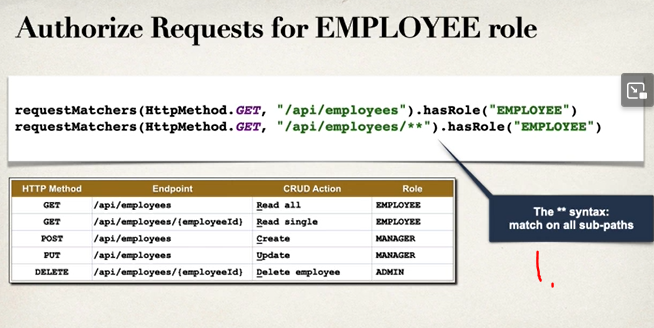 Authorize Requests for EMPLOYEE role
requestMatchers(HttpMethod.GET, "/api/employees").hasRole("EMPLOYEE")
requestMatchers(HttpMethod.GET, "/api/employees/**").hasRole("EMPLOYEE")
HTTP Method Endpoint CRUD Action Role
GET /api/employees Read all EMPLOYEE
GET /api/employees/{employeeId} Read single EMPLOYEE
POST /api/employees Create MANAGER
PUT /api/employees Update MANAGER
DELETE /api/employees/{employeeId} Delete employee ADMIN
The ** syntax:
match on all sub-paths